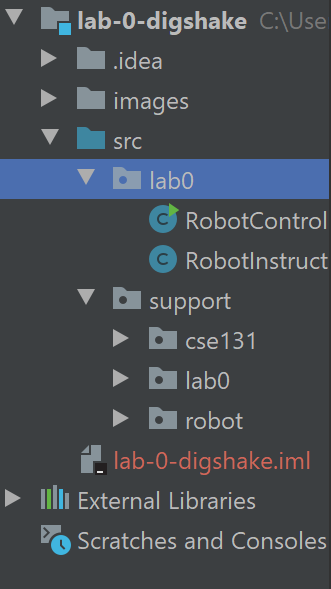 lab-0-digshake C:\Use
.idea
images
src
lab0
RobotControl
RobotInstruct
support
cse131
lab0
robot
lab-0-digshake.iml
External Libraries
Scratches and Consoles